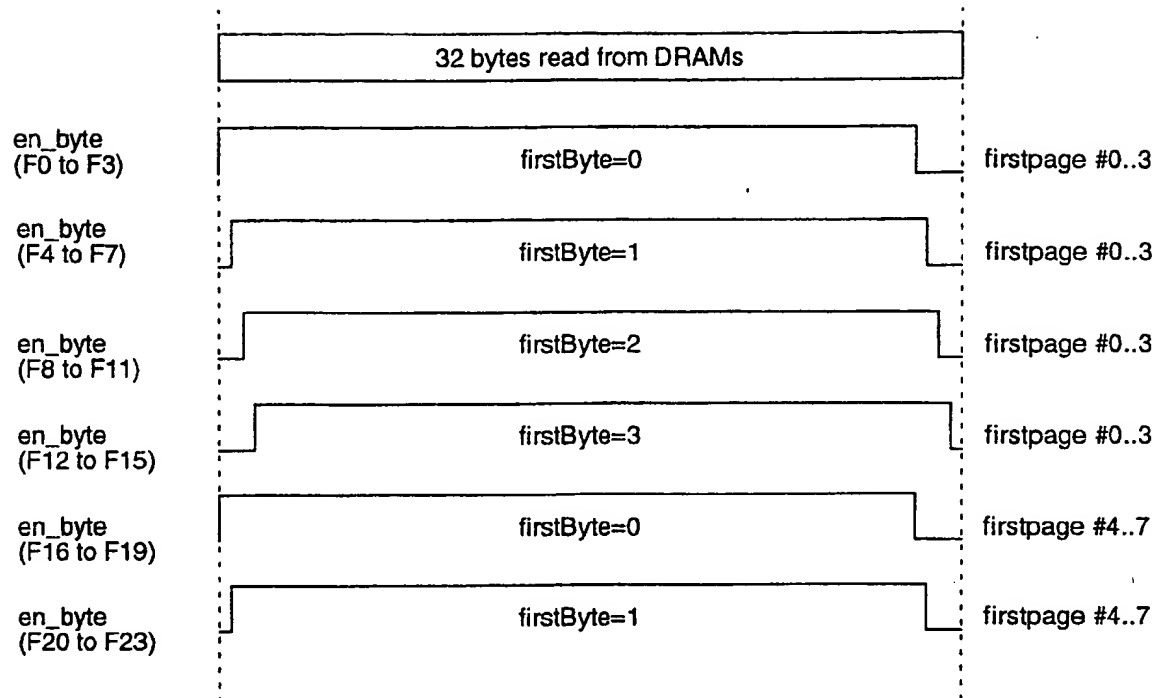 32 bytes read from DRAMs
en_byte
(F0 to F3)
firstByte=0
firstpage #0..3
en_byte
(F4 to F7)
firstByte=1
firstpage #0..3
en_byte
(F8 to F11)
firstByte=2
firstpage #0..3
en_byte
(F12 to F15)
firstByte=3
firstpage #0..3
en_byte
(F16 to F19)
firstByte=0
firstpage #4..7
en_byte
(F20 to F23)
firstByte=1
firstpage #4..7